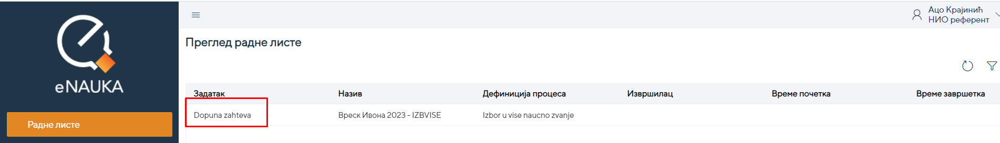 eNAUKA
Радне листе
Ацо Крајинић
НИО референт
Преглед радне листе
Задатак Назив Дефиниција процеса Извршилац Време почетка Време завршетка
Dopuna zahteva Вреск Ивона 2023 - IZBVISE Izbor u vise naucno zvanje